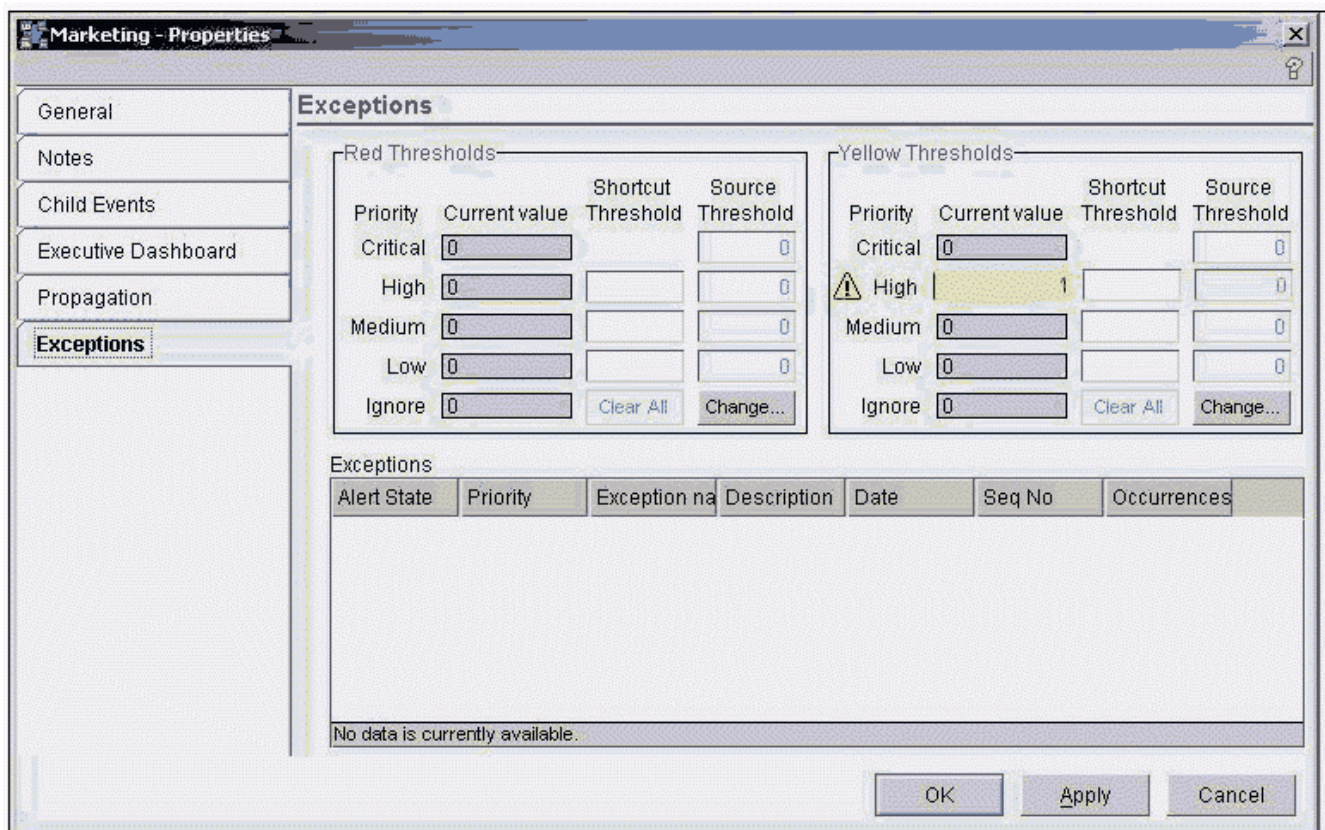 Marketing - Properties
General
Notes
Child Events
Executive Dashboard
Propagation
Exceptions
Exceptions
Red Thresholds
Priority Current value Shortcut Threshold Source Threshold
Critical 0 0
High 0 0
Medium 0 0
Low 0 0
Ignore 0 Clear All Change...
Yellow Thresholds
Priority Current value Shortcut Threshold Source Threshold
Critical 0 0
High 1 0
Medium 0 0
Low 0 0
Ignore 0 Clear All Change...
Exceptions
Alert State Priority Exception na Description Date Seq No Occurrences
No data is currently available.
OK Apply Cancel